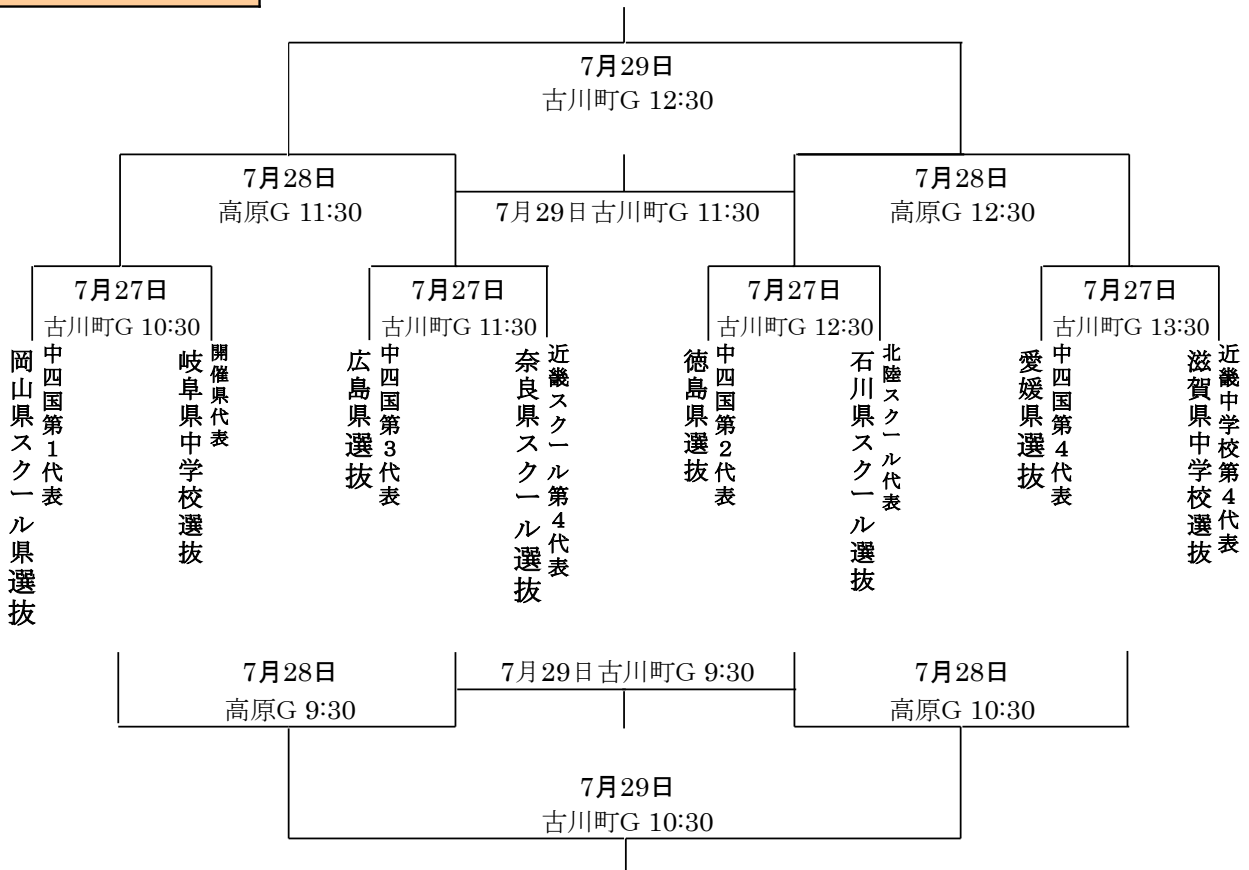 7月29日
古川町G 12:30
7月28日
高原G 11:30
7月29日古川町G 11:30
7月28日
高原G 12:30
7月27日
古川町G 10:30
7月27日
古川町G 11:30
7月27日
古川町G 12:30
7月27日
古川町G 13:30
中四国第1代表
岡山県スクール県選抜
開催県代表
岐阜県中学校選抜
中四国第3代表
広島県選抜
近畿スクール第4代表
奈良県スクール選抜
中四国第2代表
徳島県選抜
北陸スクール代表
石川県スクール選抜
中四国第4代表
愛媛県選抜
近畿中学校第4代表
滋賀県中学校選抜
7月28日
高原G 9:30
7月29日古川町G 9:30
7月28日
高原G 10:30
7月29日
古川町G 10:30